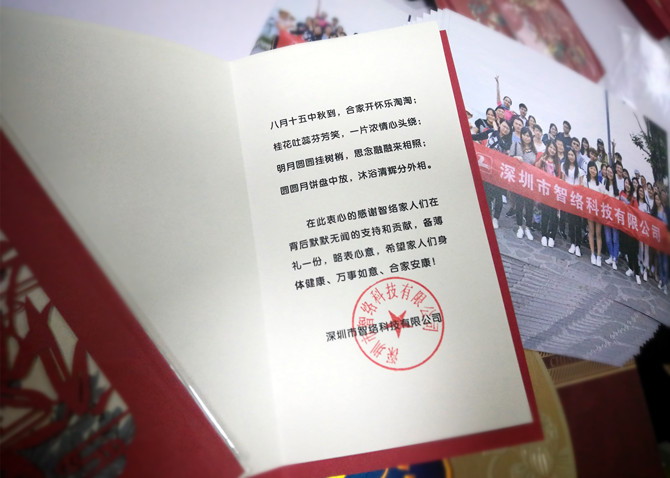 八月十五中秋到，合家开怀乐淘淘；
桂花吐蕊芬芳笑，一片浓情心头绕；
明月圆圆挂树梢，思念融融来相照；
圆圆月饼盘中放，沐浴清辉分外相。
在此衷心的感谢智络家人们在
背后默默无闻的支持和贡献，备薄
礼一份，略表心意，希望家人们身
体健康、万事如意、合家安康！
深圳市智络科技有限公司
深圳市智络科技有限公司
深圳市智络科技有限公司